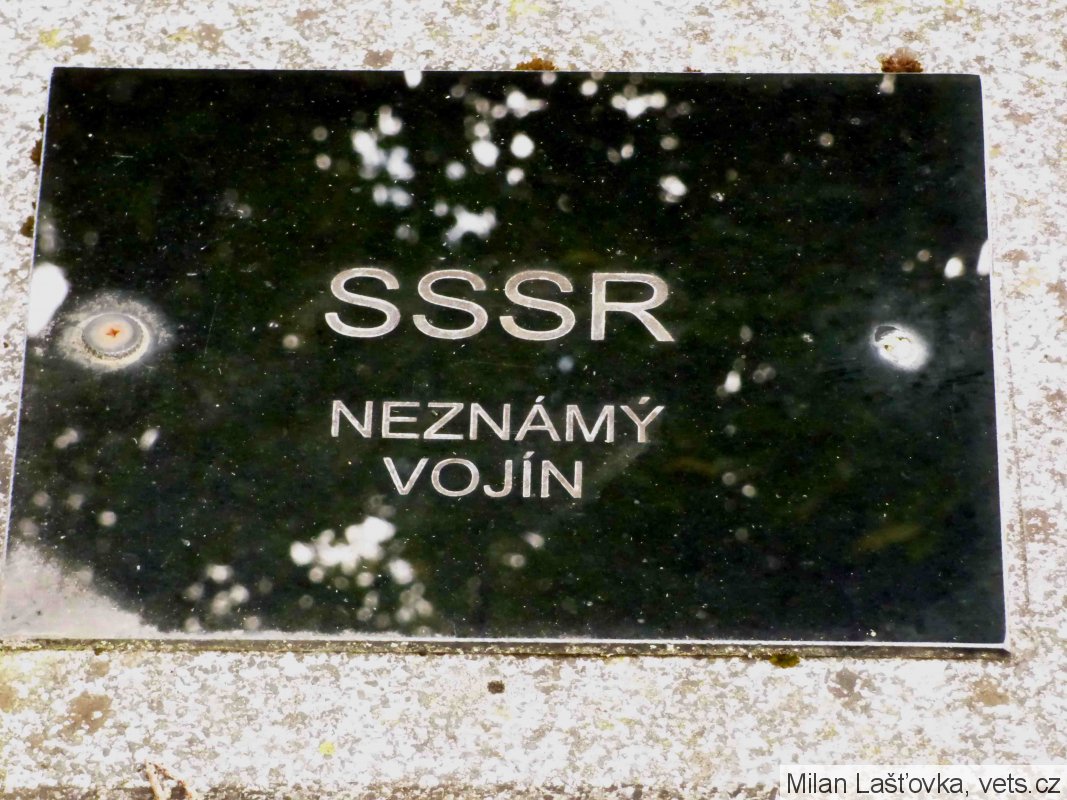 SSSR
NEZNÁMÝ
VOJÍN
Milan Lašťovka, vets.cz